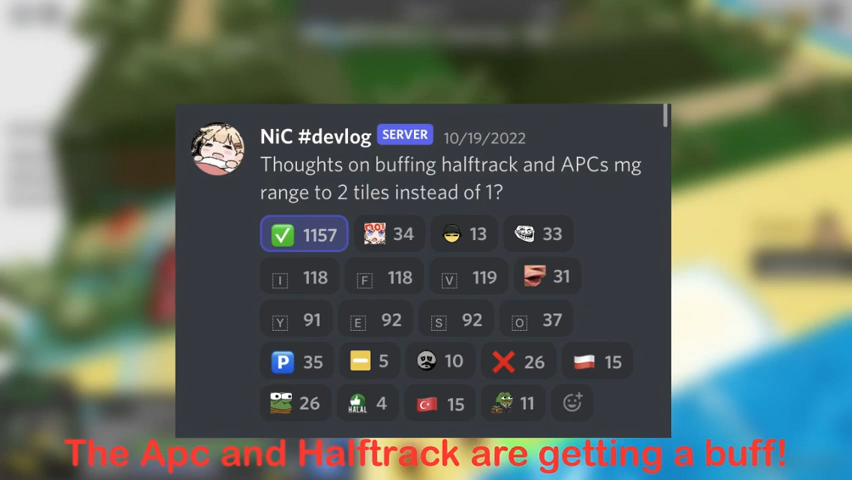 NiC #devlog SERVER 10/19/2022
Thoughts on buffing halftrack and APCs mg
range to 2 tiles instead of 1?
✅ 1157 NO! 34 13 33
I 118 F 118 V 119 31
Y 91 E 92 S 92 O 37
P 35 5 10 ❌ 26 15
26 HALAL 4 15 11
The Apc and Halftrack are getting a buff!